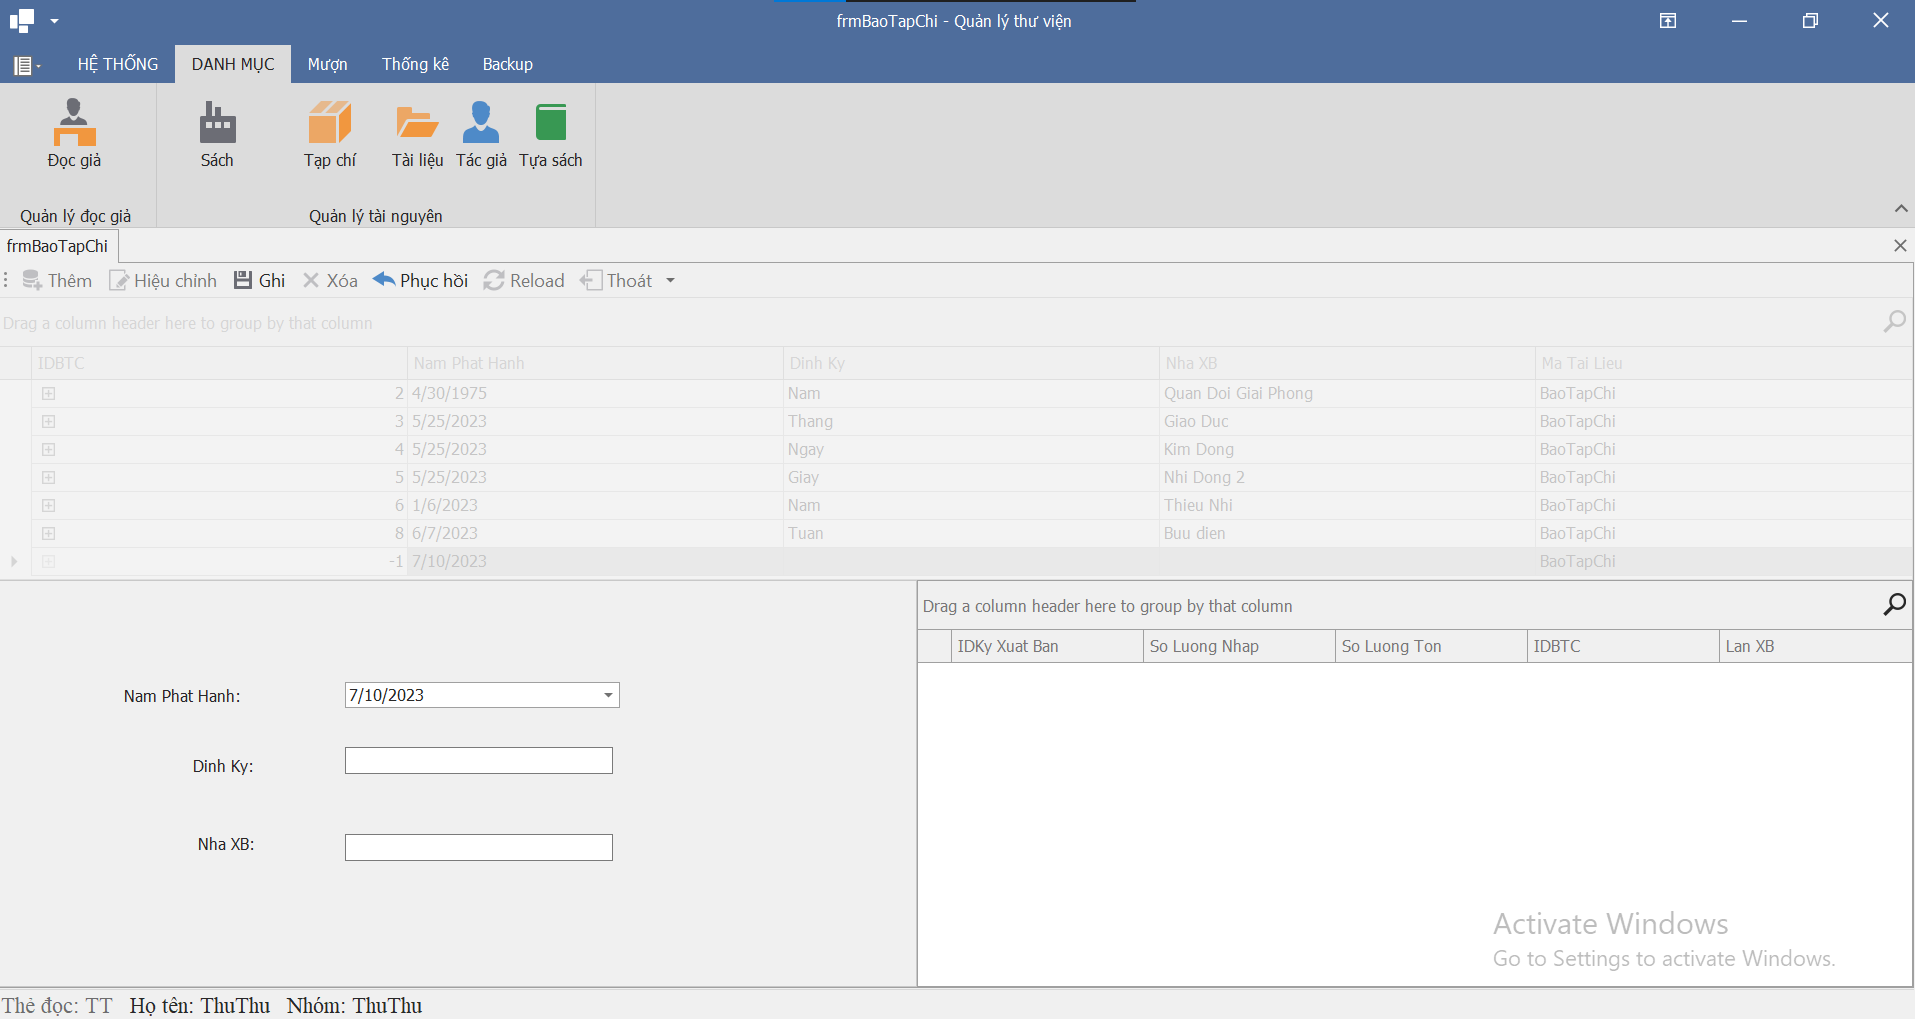 frmBaoTapChi - Quản lý thư viện
HỆ THỐNG DANH MỤC Mượn Thống kê Backup
Đọc giả Sách Tạp chí Tài liệu Tác giả Tựa sách
Quản lý đọc giả Quản lý tài nguyên
frmBaoTapChi
Thêm Hiệu chỉnh Ghi Xóa Phục hồi Reload Thoát
Drag a column header here to group by that column
IDBTC Nam Phat Hanh Dinh Ky Nha XB Ma Tai Lieu
2 4/30/1975 Nam Quan Doi Giai Phong BaoTapChi
3 5/25/2023 Thang Giao Duc BaoTapChi
4 5/25/2023 Ngay Kim Dong BaoTapChi
5 5/25/2023 Giay Nhi Dong 2 BaoTapChi
6 1/6/2023 Nam Thieu Nhi BaoTapChi
8 6/7/2023 Tuan Buu dien BaoTapChi
-1 7/10/2023 BaoTapChi
Nam Phat Hanh: 7/10/2023
Dinh Ky:
Nha XB:
Drag a column header here to group by that column
IDKy Xuat Ban So Luong Nhap So Luong Ton IDBTC Lan XB
Activate Windows
Go to Settings to activate Windows.
Thẻ đọc: TT Họ tên: ThuThu Nhóm: ThuThu